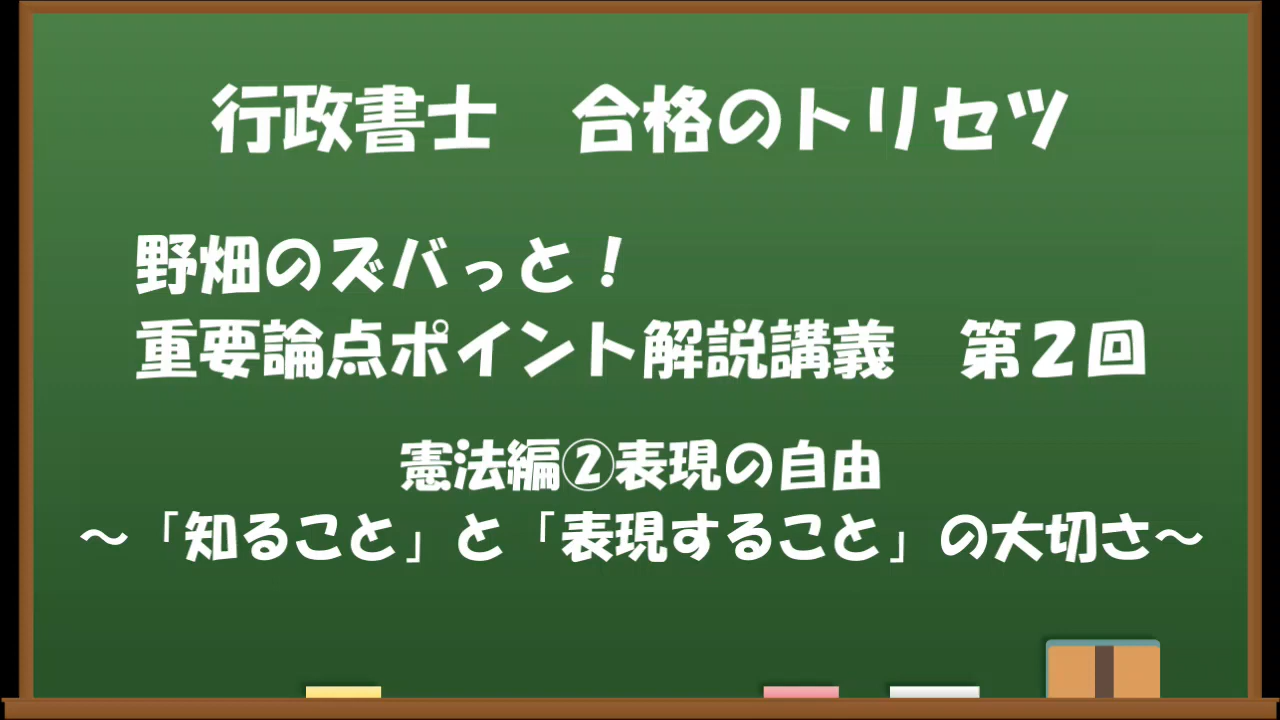 行政書士　合格のトリセツ
野畑のズバっと！
重要論点ポイント解説講義　第２回
憲法編②表現の自由
～「知ること」と「表現すること」の大切さ～